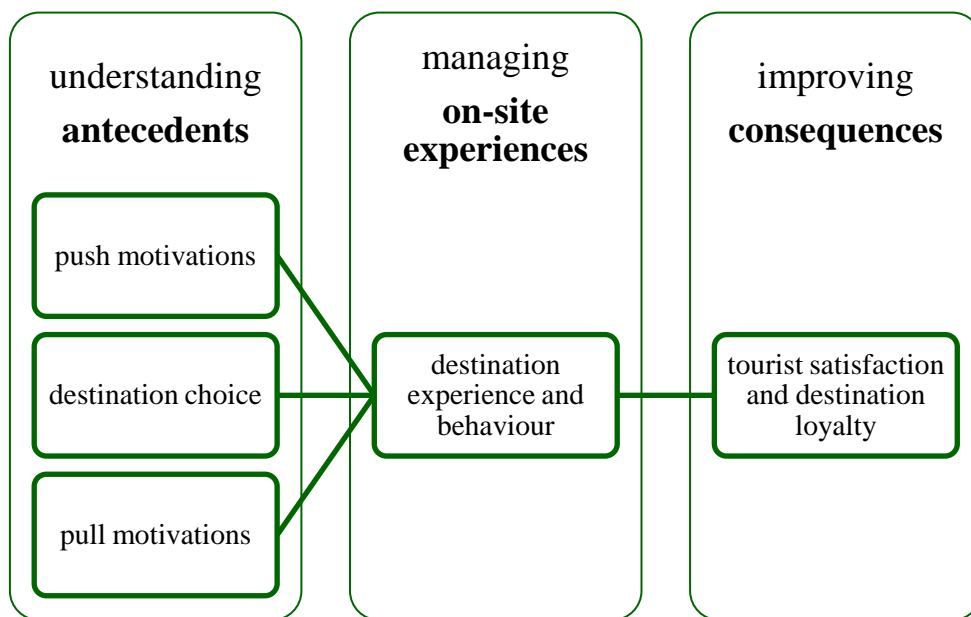 understanding
antecedents
push motivations
destination choice
pull motivations
managing
on-site
experiences
destination
experience and
behaviour
improving
consequences
tourist satisfaction
and destination
loyalty